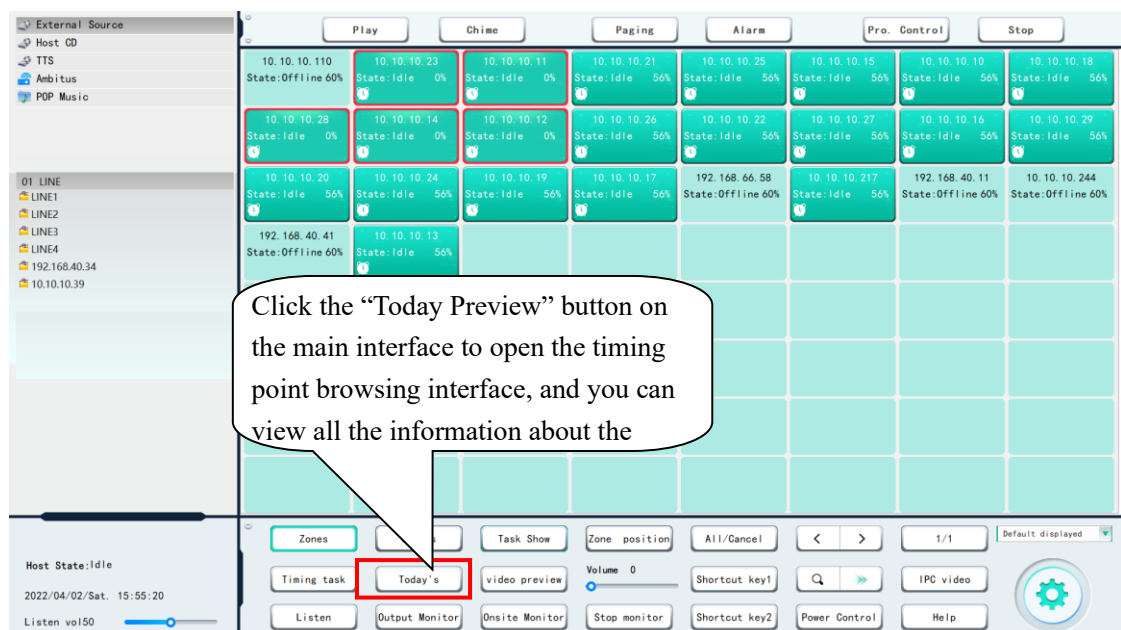 External Source
Host CD
TTS
Ambitus
POP Music
01 LINE
LINE1
LINE2
LINE3
LINE4
192.168.40.34
10.10.10.39
Host State:Idle
2022/04/02/Sat. 15:55:20
Listen vol50
Play Chime Paging Alarm Pro. Control Stop
10.10.10.110 10.10.10.23 10.10.10.11 10.10.10.21 10.10.10.25 10.10.10.15 10.10.10.10 10.10.10.18
State:Offline 60% State:Idle 0% State:Idle 0% State:Idle 56% State:Idle 56% State:Idle 56% State:Idle 56% State:Idle 56%
10.10.10.28 10.10.10.14 10.10.10.12 10.10.10.26 10.10.10.22 10.10.10.27 10.10.10.16 10.10.10.29
State:Idle 0% State:Idle 0% State:Idle 0% State:Idle 56% State:Idle 56% State:Idle 56% State:Idle 56% State:Idle 56%
10.10.10.20 10.10.10.24 10.10.10.19 10.10.10.17 192.168.66.58 10.10.10.217 192.168.40.11 10.10.10.244
State:Idle 56% State:Idle 56% State:Idle 56% State:Idle 56% State:Offline 60% State:Idle 56% State:Offline 60% State:Offline 60%
192.168.40.41 10.10.10.13
State:Offline 60% State:Idle 56%
Click the “Today Preview” button on
the main interface to open the timing
point browsing interface, and you can
view all the information about the
Zones Task Show Zone position All/Cancel < > 1/1 Default displayed
Timing task Today's video preview Volume 0 Shortcut key1 IPC video
Listen Output Monitor Onsite Monitor Stop monitor Shortcut key2 Power Control Help